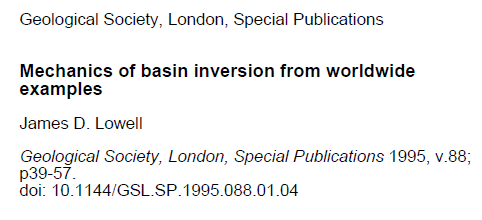 Geological Society, London, Special Publications
Mechanics of basin inversion from worldwide
examples
James D. Lowell
Geological Society, London, Special Publications 1995, v.88;
p39-57.
doi: 10.1144/GSL.SP.1995.088.01.04